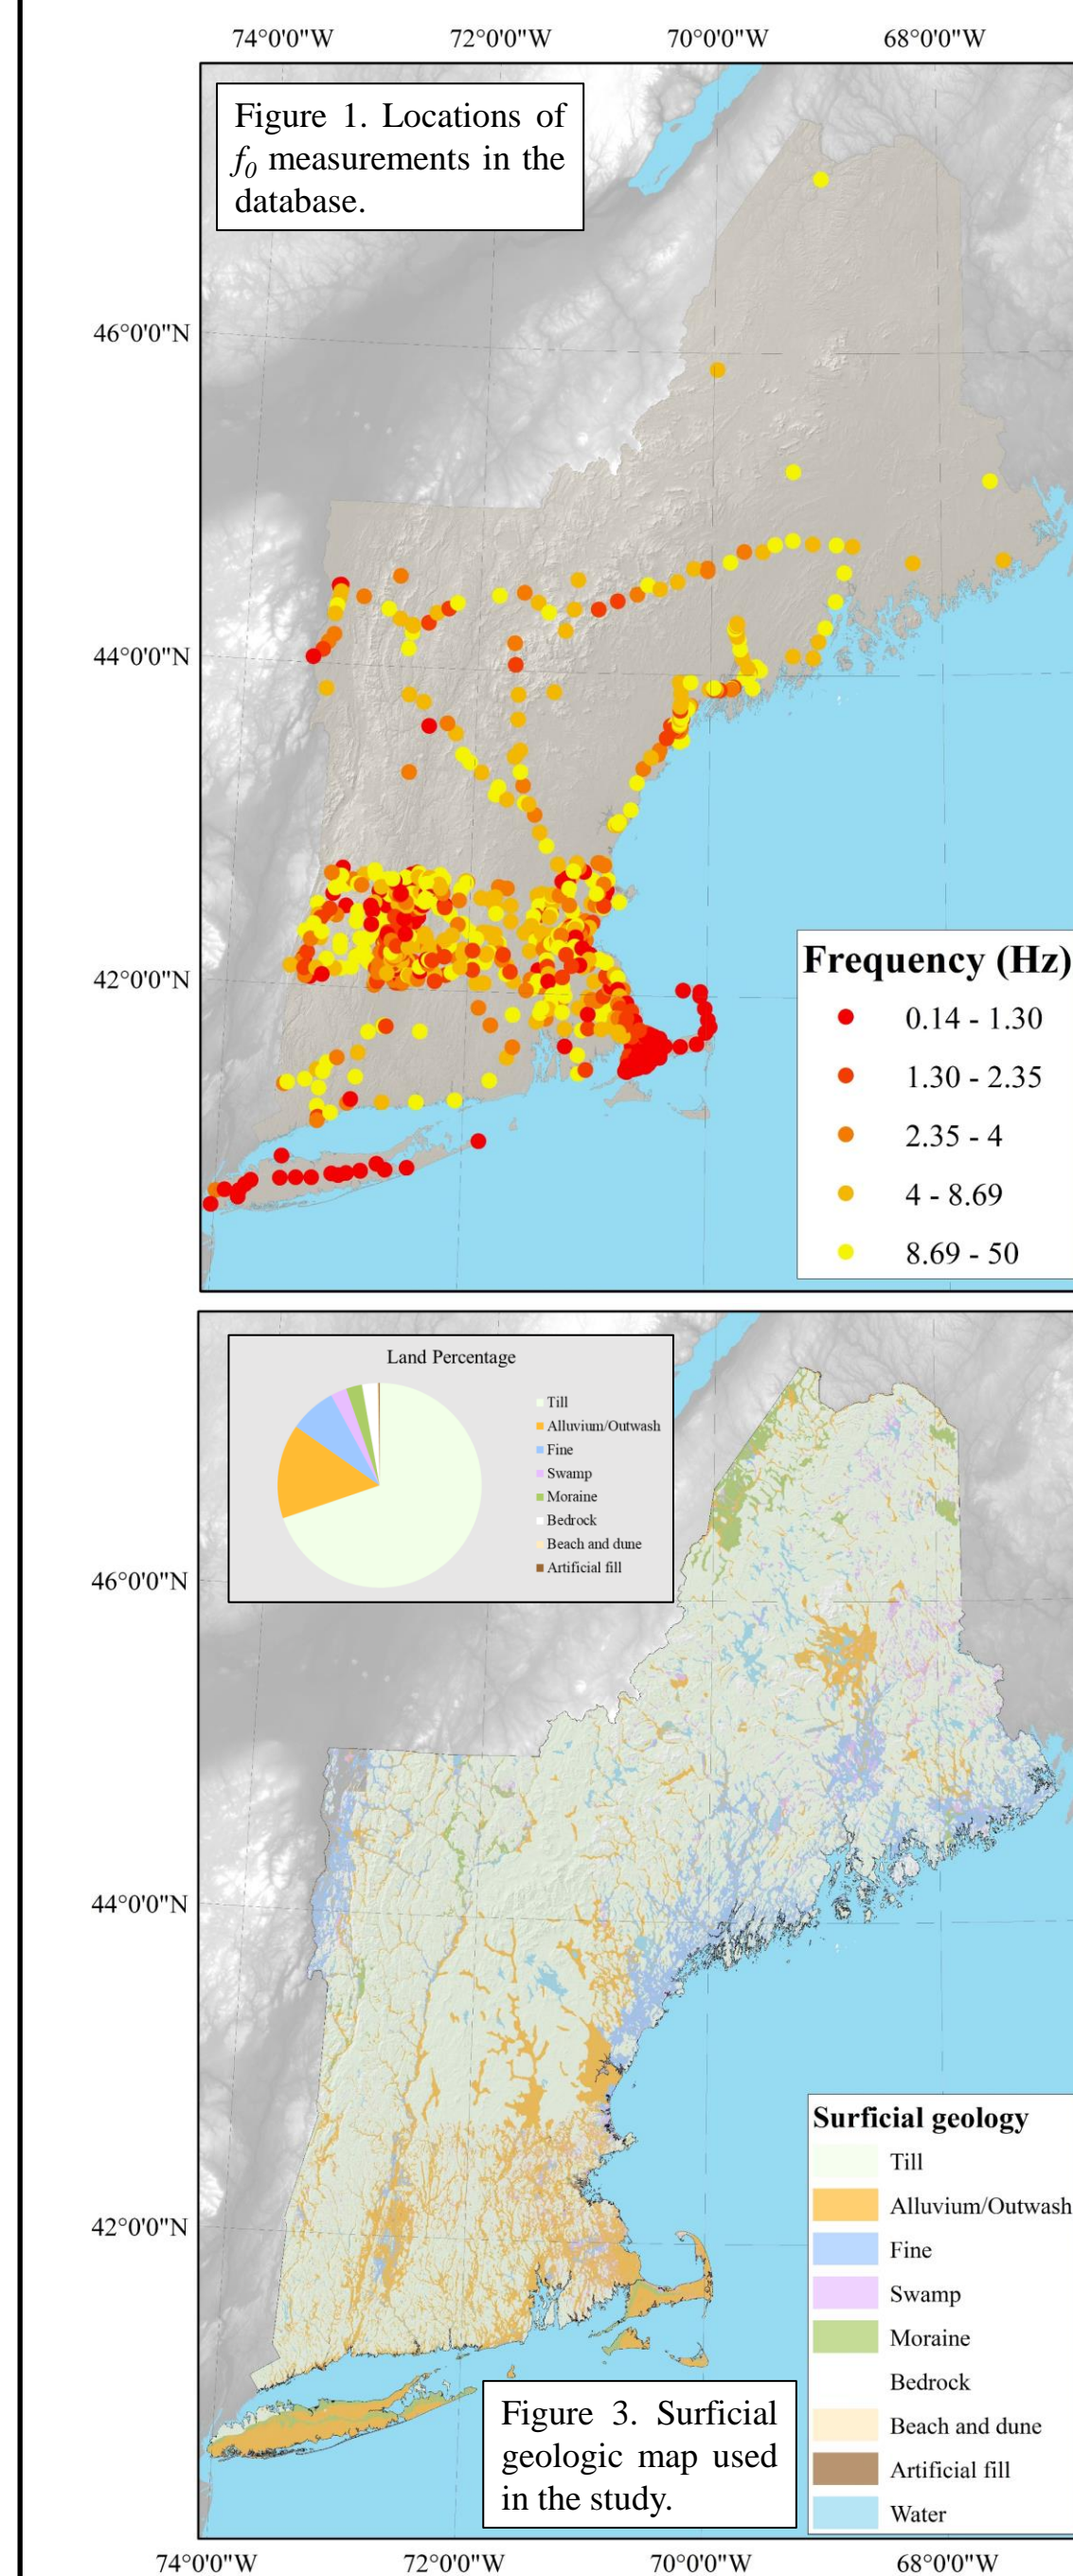 74°0'0"W 72°0'0"W 70°0'0"W 68°0'0"W
Figure 1. Locations of
f0 measurements in the
database.
46°0'0"N
44°0'0"N
42°0'0"N
Frequency (Hz)
0.14 - 1.30
1.30 - 2.35
2.35 - 4
4 - 8.69
8.69 - 50
Land Percentage
Till
Alluvium/Outwash
Fine
Swamp
Moraine
Bedrock
Beach and dune
Artificial fill
46°0'0"N
44°0'0"N
42°0'0"N
Surficial geology
Till
Alluvium/Outwash
Fine
Swamp
Moraine
Bedrock
Beach and dune
Artificial fill
Water
Figure 3. Surficial
geologic map used
in the study.
74°0'0"W 72°0'0"W 70°0'0"W 68°0'0"W